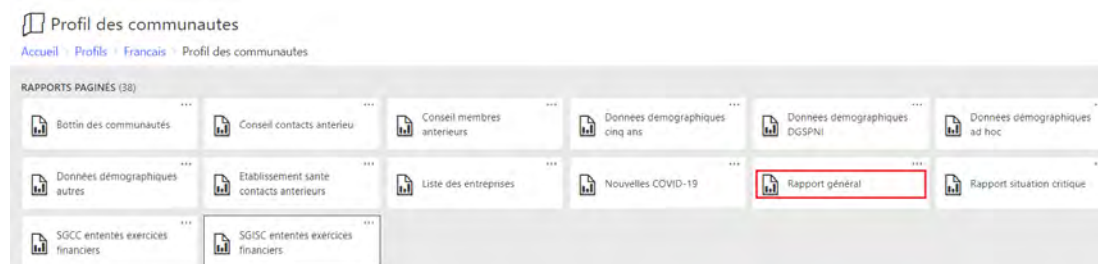 Profil des communautes
Accueil > Profils > Francais > Profil des communautes
RAPPORTS PAGINÉS (38)
Bottin des communautés
Conseil contacts anterieu
Conseil membres
anterieurs
Donnees demographiques
cinq ans
Donnees demographiques
DGSPNI
Donnees démographiques
ad hoc
Données démographiques
autres
Etablissement sante
contacts anterieurs
Liste des entreprises
Nouvelles COVID-19
Rapport général
Rapport situation critique
SGCC ententes exercices
financiers
SGISC ententes exercices
financiers